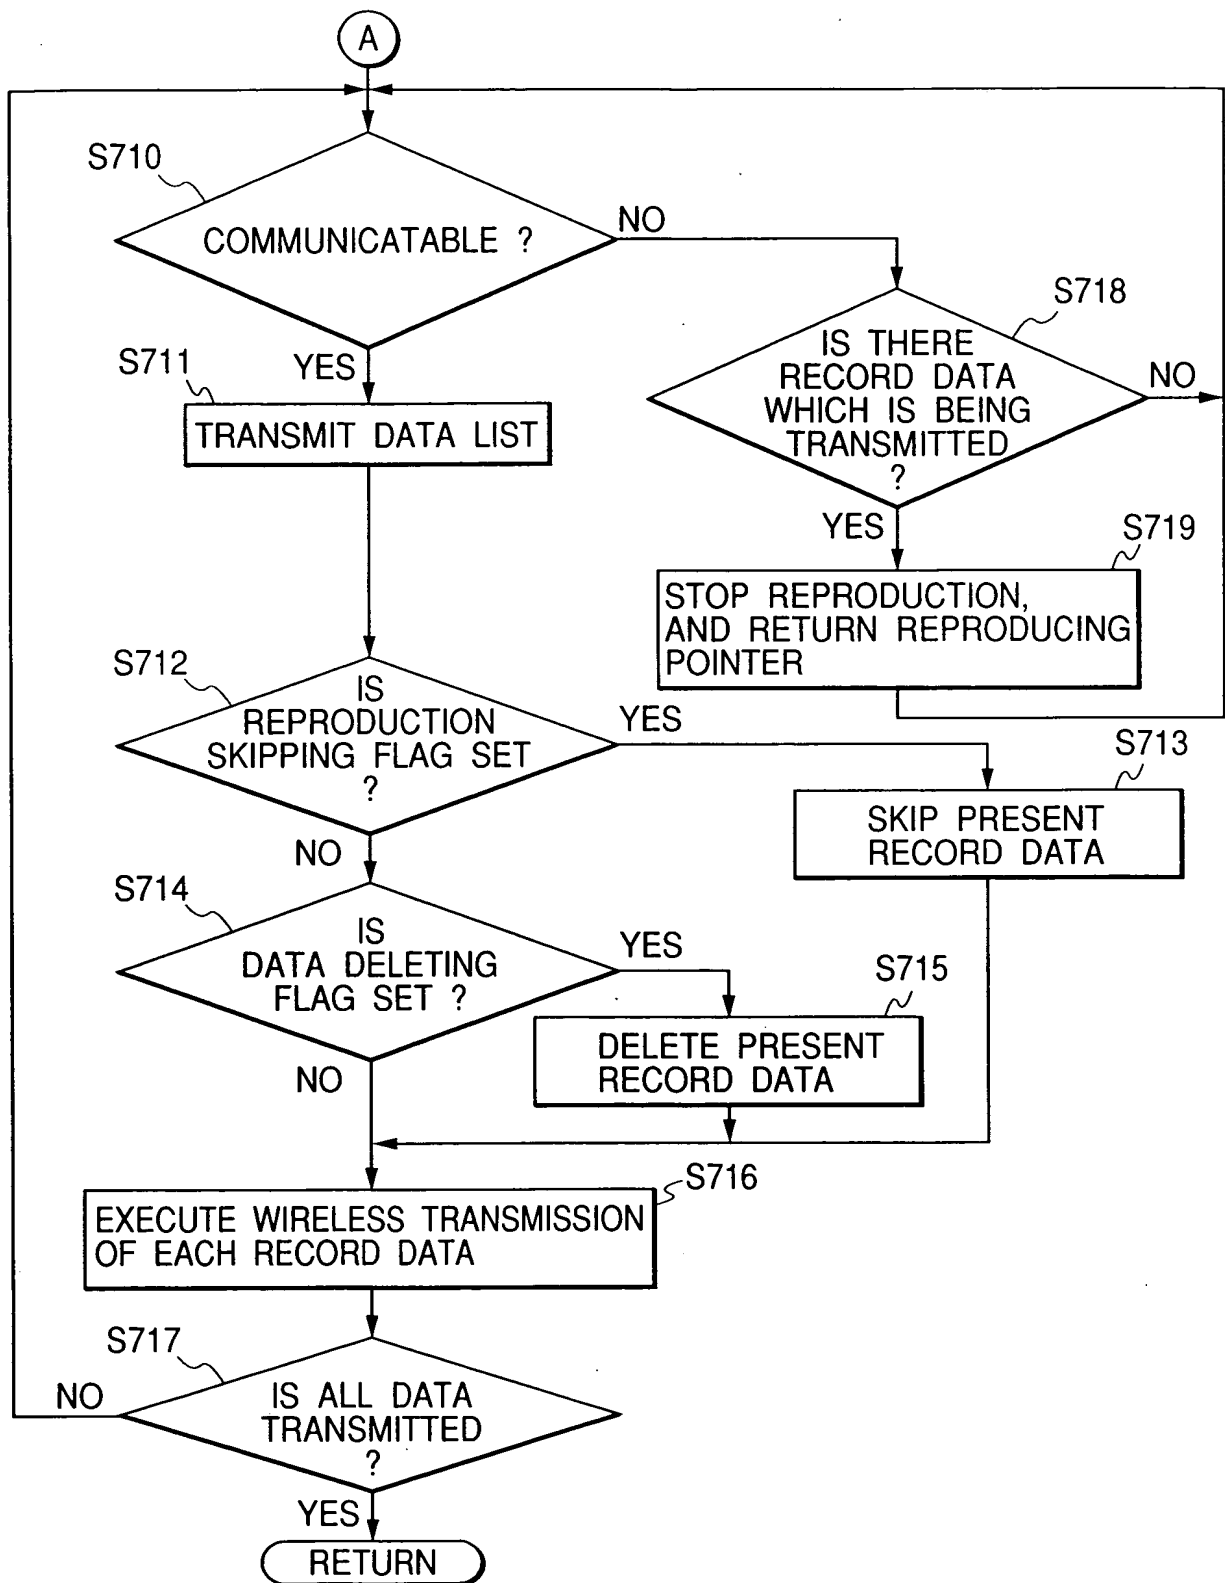 A
S710
COMMUNICATABLE ?
NO
S718
IS THERE
RECORD DATA
WHICH IS BEING
TRANSMITTED
?
NO
YES
S711
TRANSMIT DATA LIST
YES
S719
STOP REPRODUCTION,
AND RETURN REPRODUCING
POINTER
S712
IS
REPRODUCTION
SKIPPING FLAG SET
?
YES
S713
SKIP PRESENT
RECORD DATA
NO
S714
IS
DATA DELETING
FLAG SET ?
YES
S715
DELETE PRESENT
RECORD DATA
NO
S716
EXECUTE WIRELESS TRANSMISSION
OF EACH RECORD DATA
S717
NO
IS ALL DATA
TRANSMITTED
?
YES
RETURN